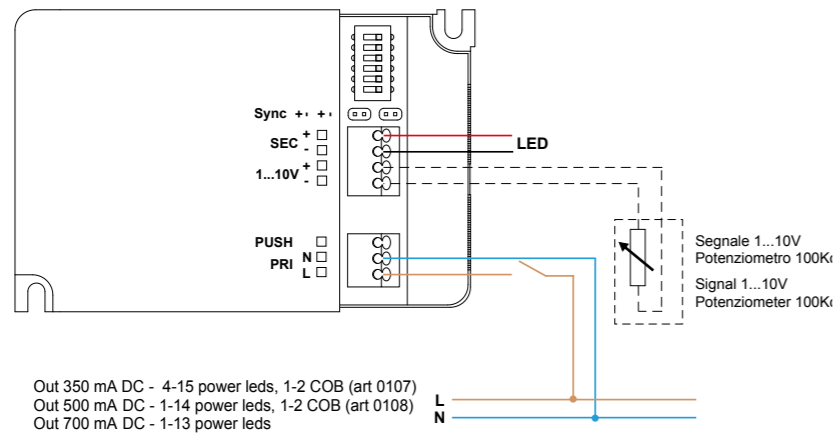 Sync +- +-
SEC +
-
1...10V +
-
LED
PUSH
PRI N
L
Segnale 1...10V
Potenziometro
Signal 1...10V
Potenziometer
Out 350 mA DC - 4-15 power leds, 1-2 COB (art 0107)
Out 500 mA DC - 1-14 power leds, 1-2 COB (art 0108)
Out 700 mA DC - 1-13 power leds
L
N